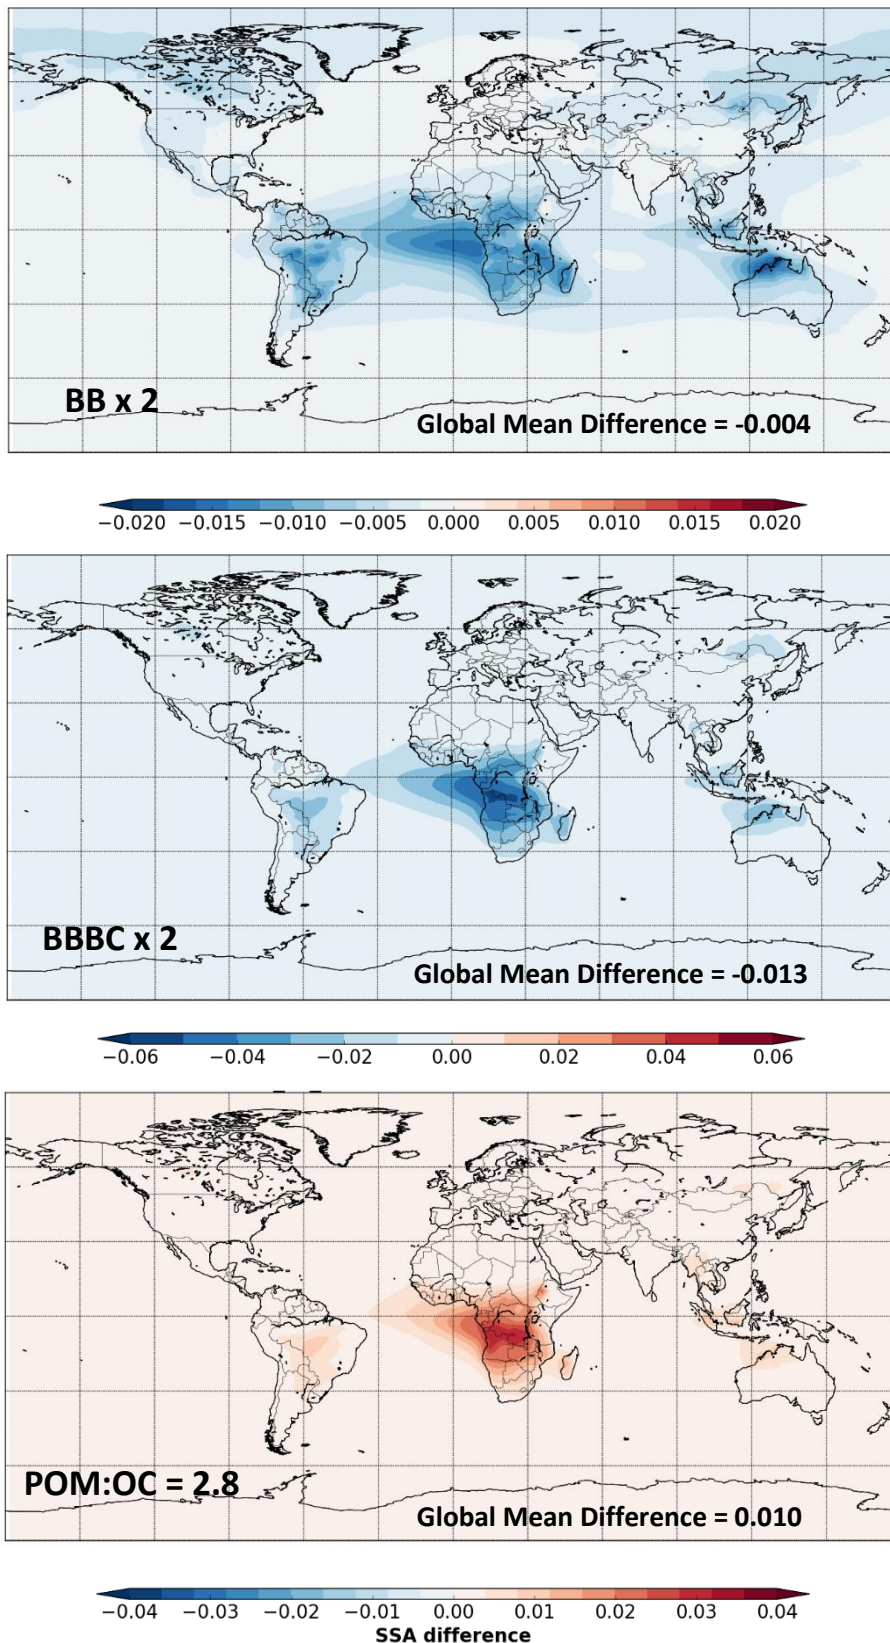 BB x 2
Global Mean Difference = -0.004
−0.020 −0.015 −0.010 −0.005 0.000 0.005 0.010 0.015 0.020
BBBC x 2
Global Mean Difference = -0.013
−0.06 −0.04 −0.02 0.00 0.02 0.04 0.06
POM:OC = 2.8
Global Mean Difference = 0.010
−0.04 −0.03 −0.02 −0.01 0.00 0.01 0.02 0.03 0.04
SSA difference